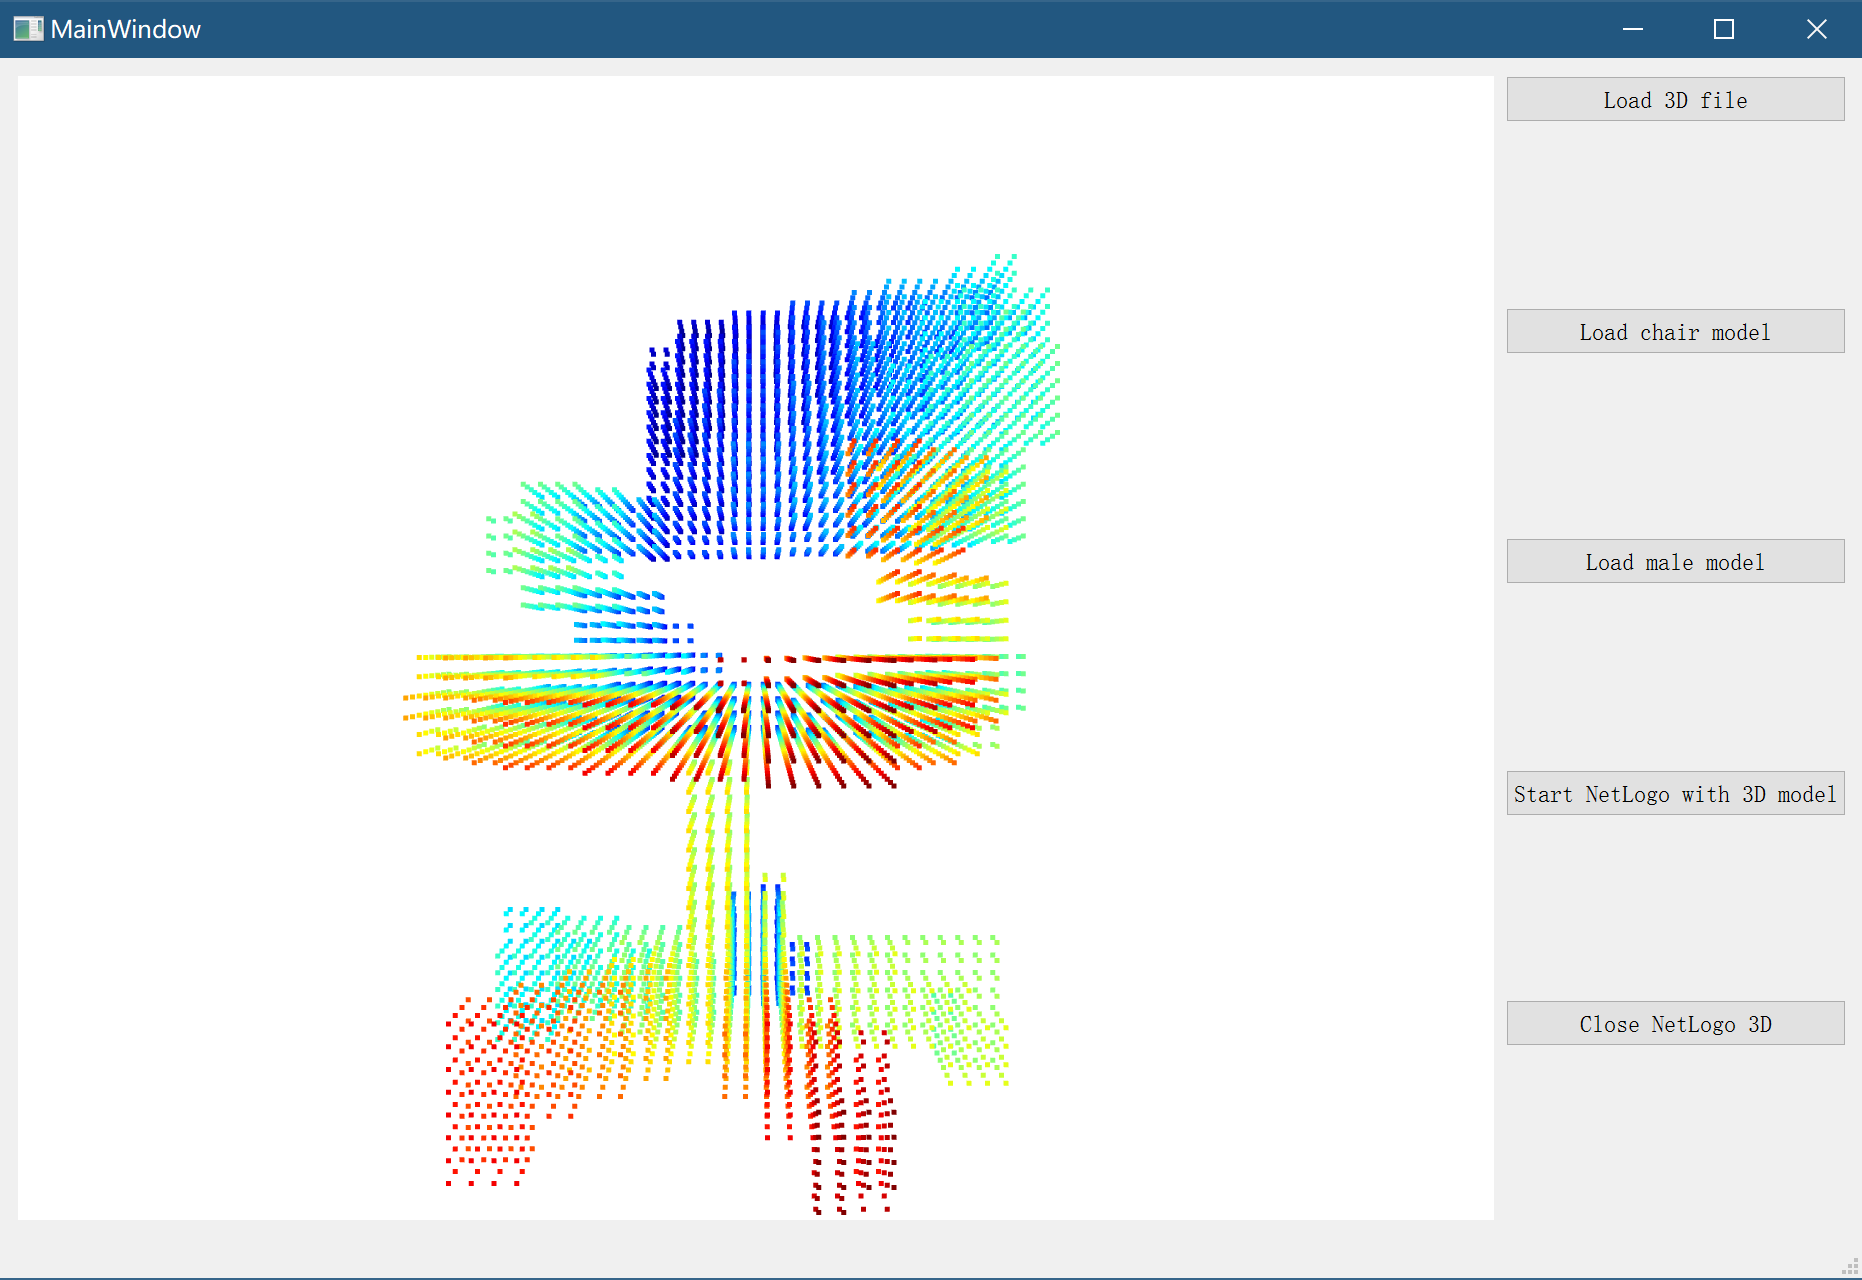 MainWindow
Load 3D file
Load chair model
Load male model
Start NetLogo with 3D model
Close NetLogo 3D